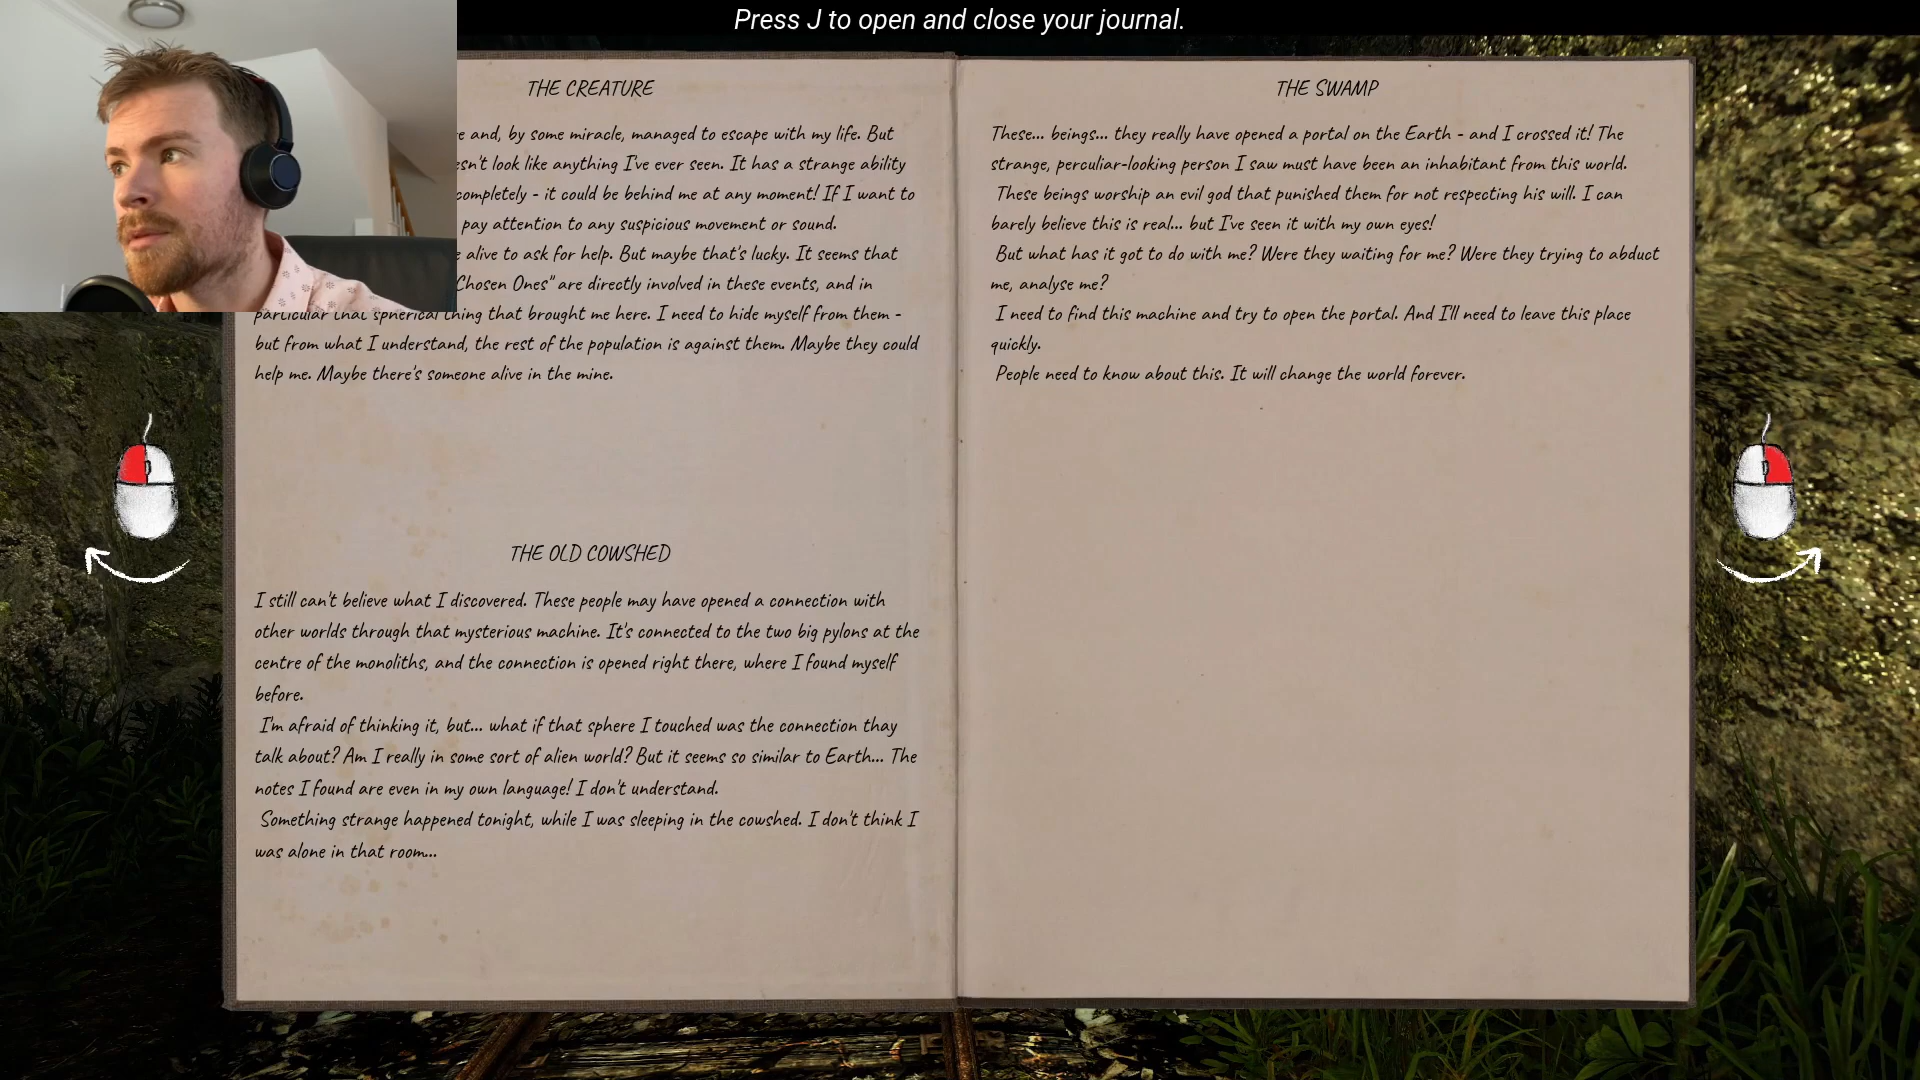 Press J to open and close your journal.
THE CREATURE
and, by some miracle, managed to escape with my life. But
look like anything I've ever seen. It has a strange ability
completely - it could be behind me at any moment! If I want to
pay attention to any suspicious movement or sound.
alive to ask for help. But maybe that's lucky. It seems that
Chosen Ones" are directly involved in these events, and in
particular that spherical thing that brought me here. I need to hide myself from them -
but from what I understand, the rest of the population is against them. Maybe they could
help me. Maybe there's someone alive in the mine.
THE OLD COWSHED
I still can't believe what I discovered. These people may have opened a connection with
other worlds through that mysterious machine. It's connected to the two big pylons at the
centre of the monoliths, and the connection is opened right there, where I found myself
before.
I'm afraid of thinking it, but... what if that sphere I touched was the connection thay
talk about? Am I really in some sort of alien world? But it seems so similar to Earth... The
notes I found are even in my own language! I don't understand.
Something strange happened tonight, while I was sleeping in the cowshed. I don't think I
was alone in that room...
THE SWAMP
These... beings... they really have opened a portal on the Earth - and I crossed it! The
strange, perculiar-looking person I saw must have been an inhabitant from this world.
These beings worship an evil god that punished them for not respecting his will. I can
barely believe this is real... but I've seen it with my own eyes!
But what has it got to do with me? Were they waiting for me? Were they trying to abduct
me, analyse me?
I need to find this machine and try to open the portal. And I'll need to leave this place
quickly.
People need to know about this. It will change the world forever.